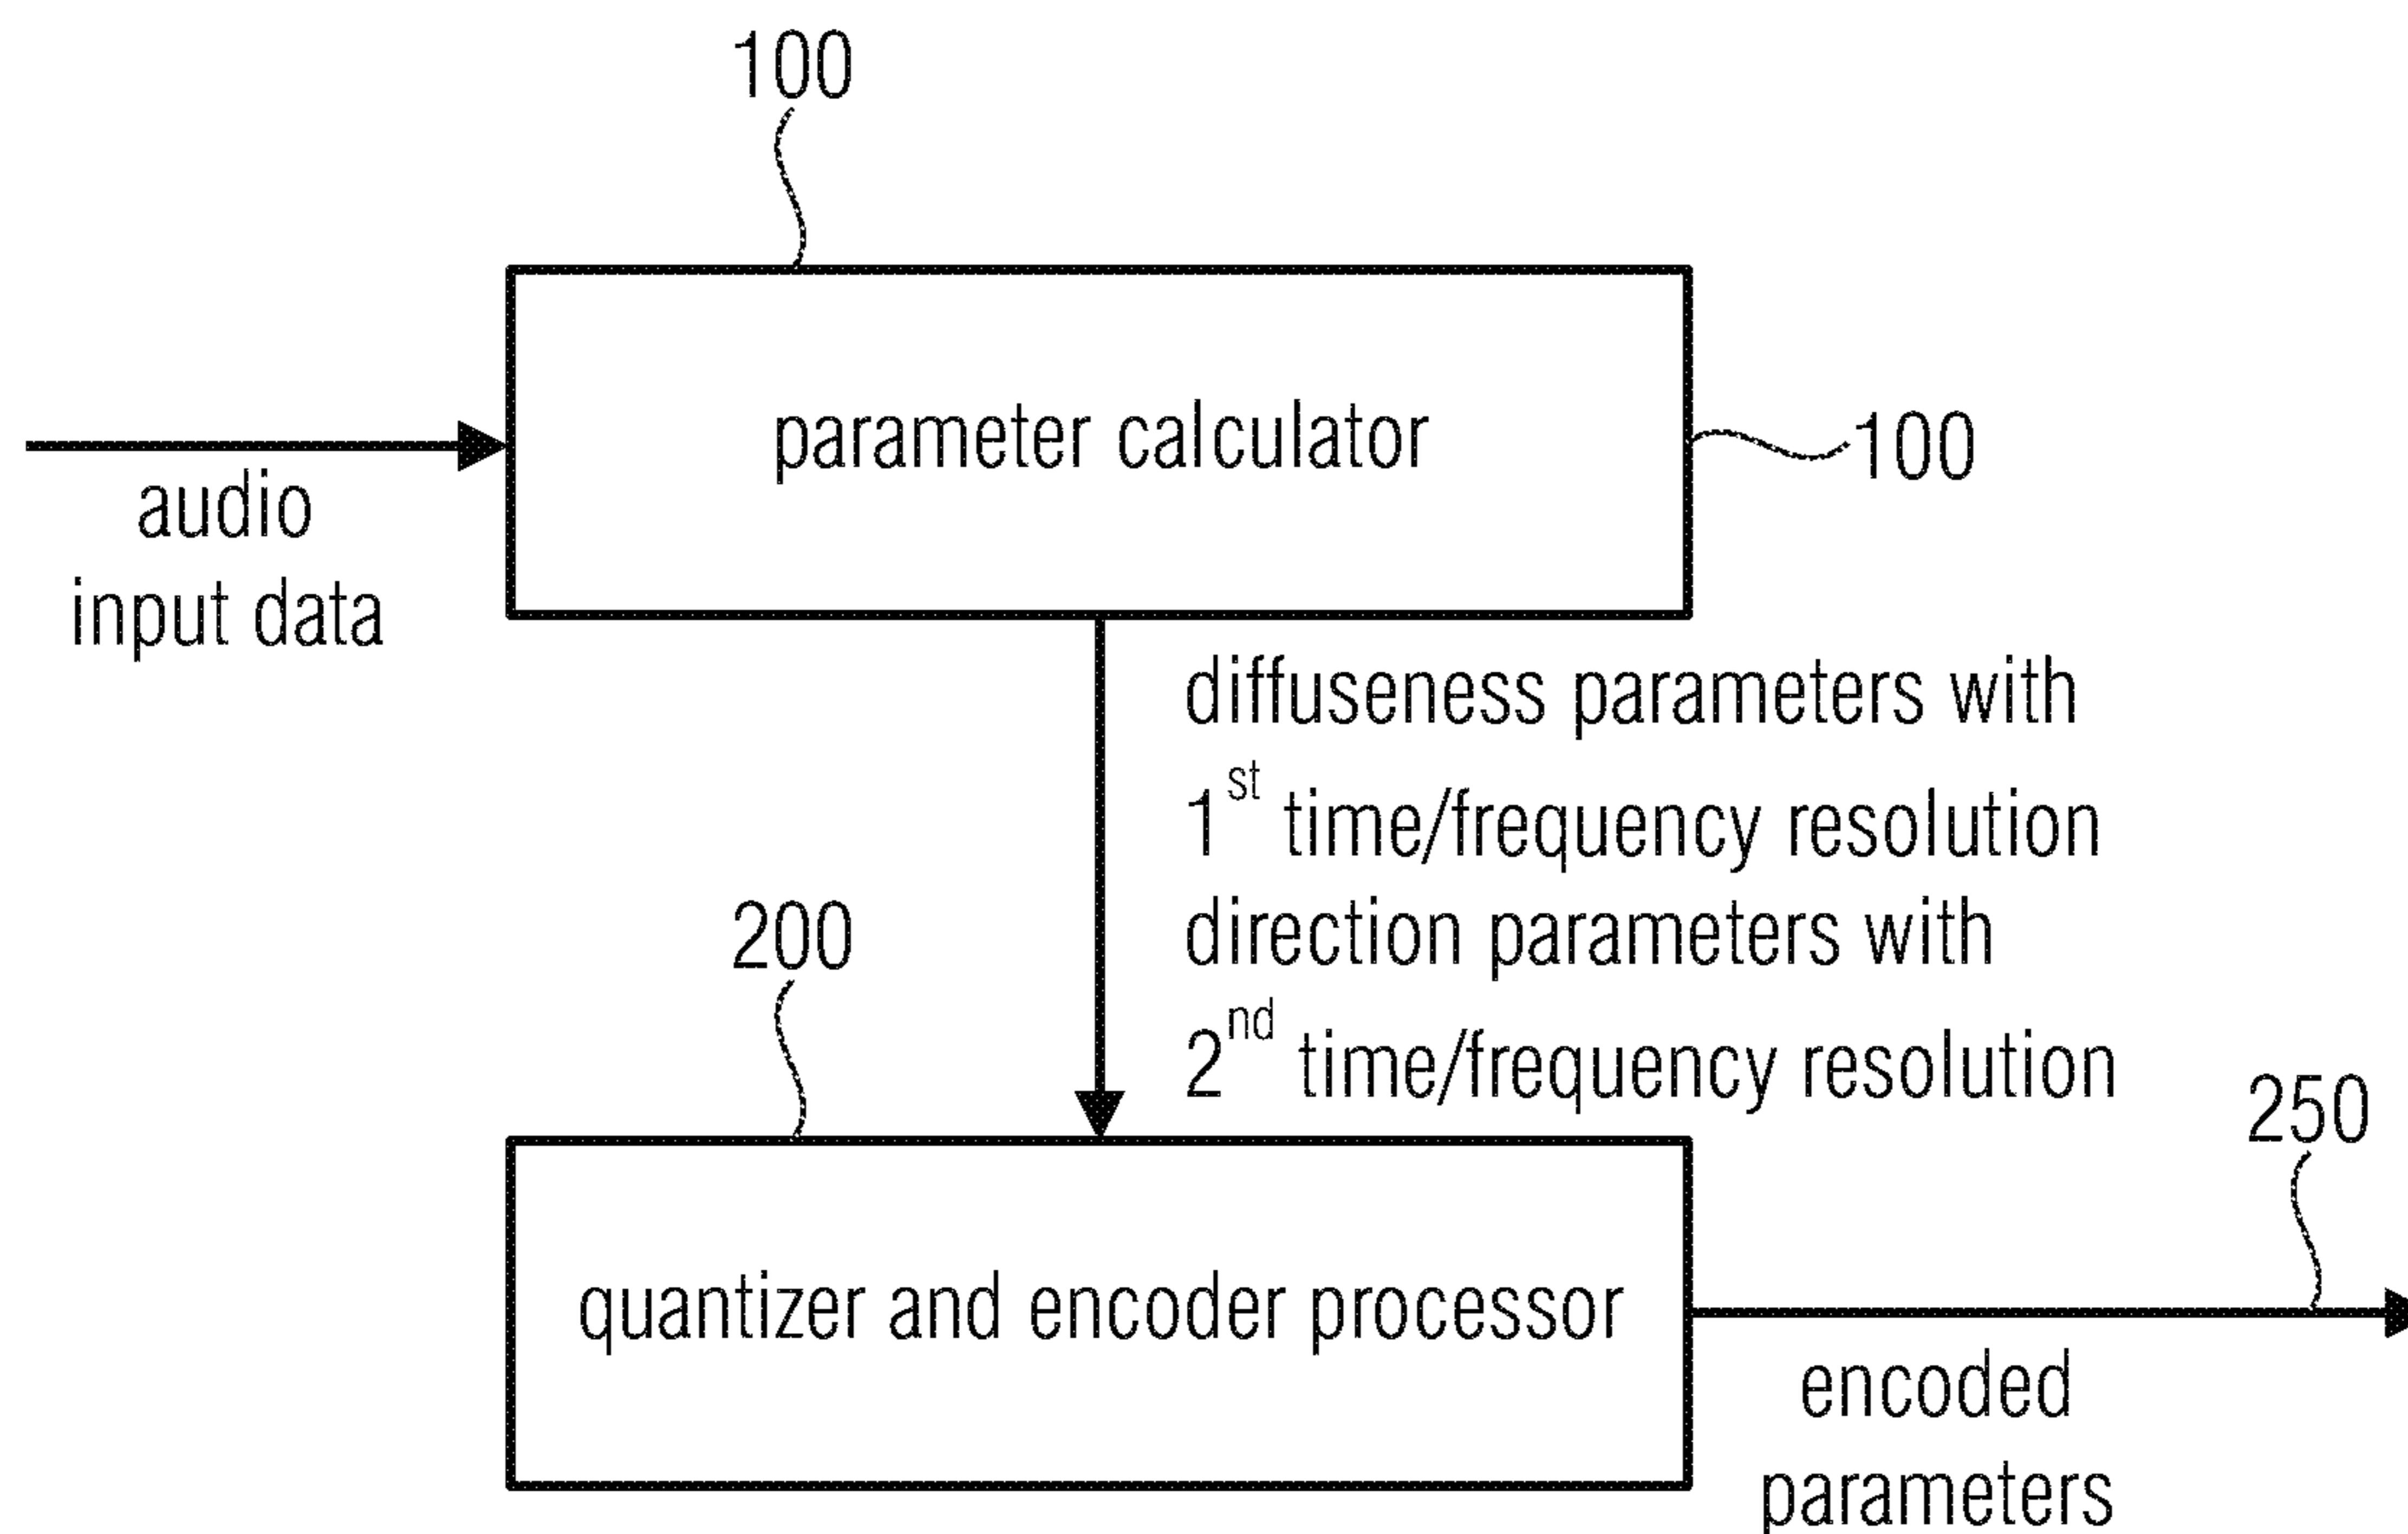 100
parameter calculator
100
audio
input data
diffuseness parameters with
1st time/frequency resolution
direction parameters with
2nd time/frequency resolution
200
250
quantizer and encoder processor
encoded
parameters